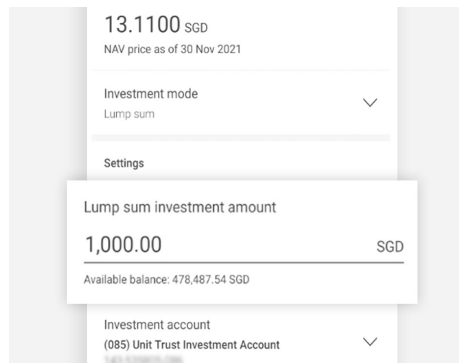 13.1100 SGD
NAV price as of 30 Nov 2021
Investment mode
Lump sum
Settings
Lump sum investment amount
1,000.00 SGD
Available balance: 478,487.54 SGD
Investment account
(085) Unit Trust Investment Account